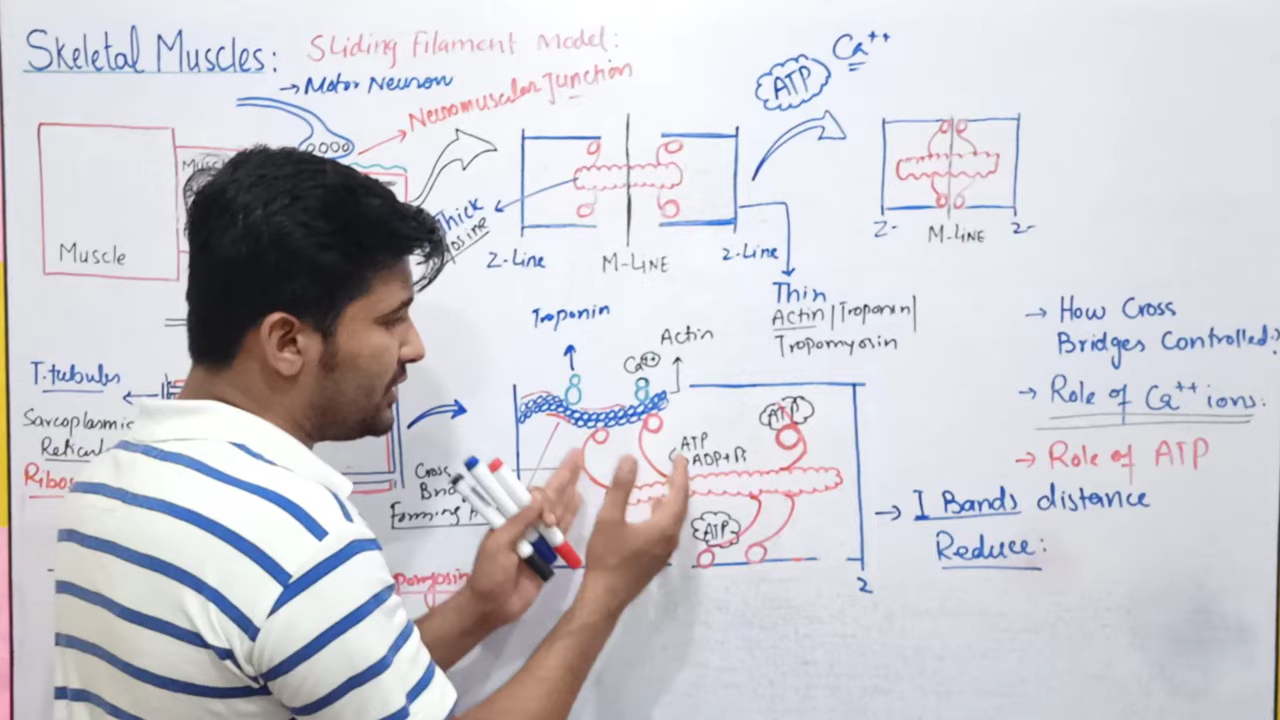 Skeletal Muscles:
Sliding Filament Model:
→ Motor Neuron
Neuromuscular Junction
ATP
Ca++
Muscle
Thick
Z-Line
M-LINE
Z-Line
Z-
M-LINE
Z-
Thin
Actin | Troponin |
Tropomyosin
Troponin
Actin
Ca++
→ How Cross
Bridges Controlled:
→ Role of Ca++ ions:
→ Role of ATP
T.tubules
Sarcoplasmic
ATP
ADP+Pi
ATP
ATP
→ I Bands distance
Reduce:
Z